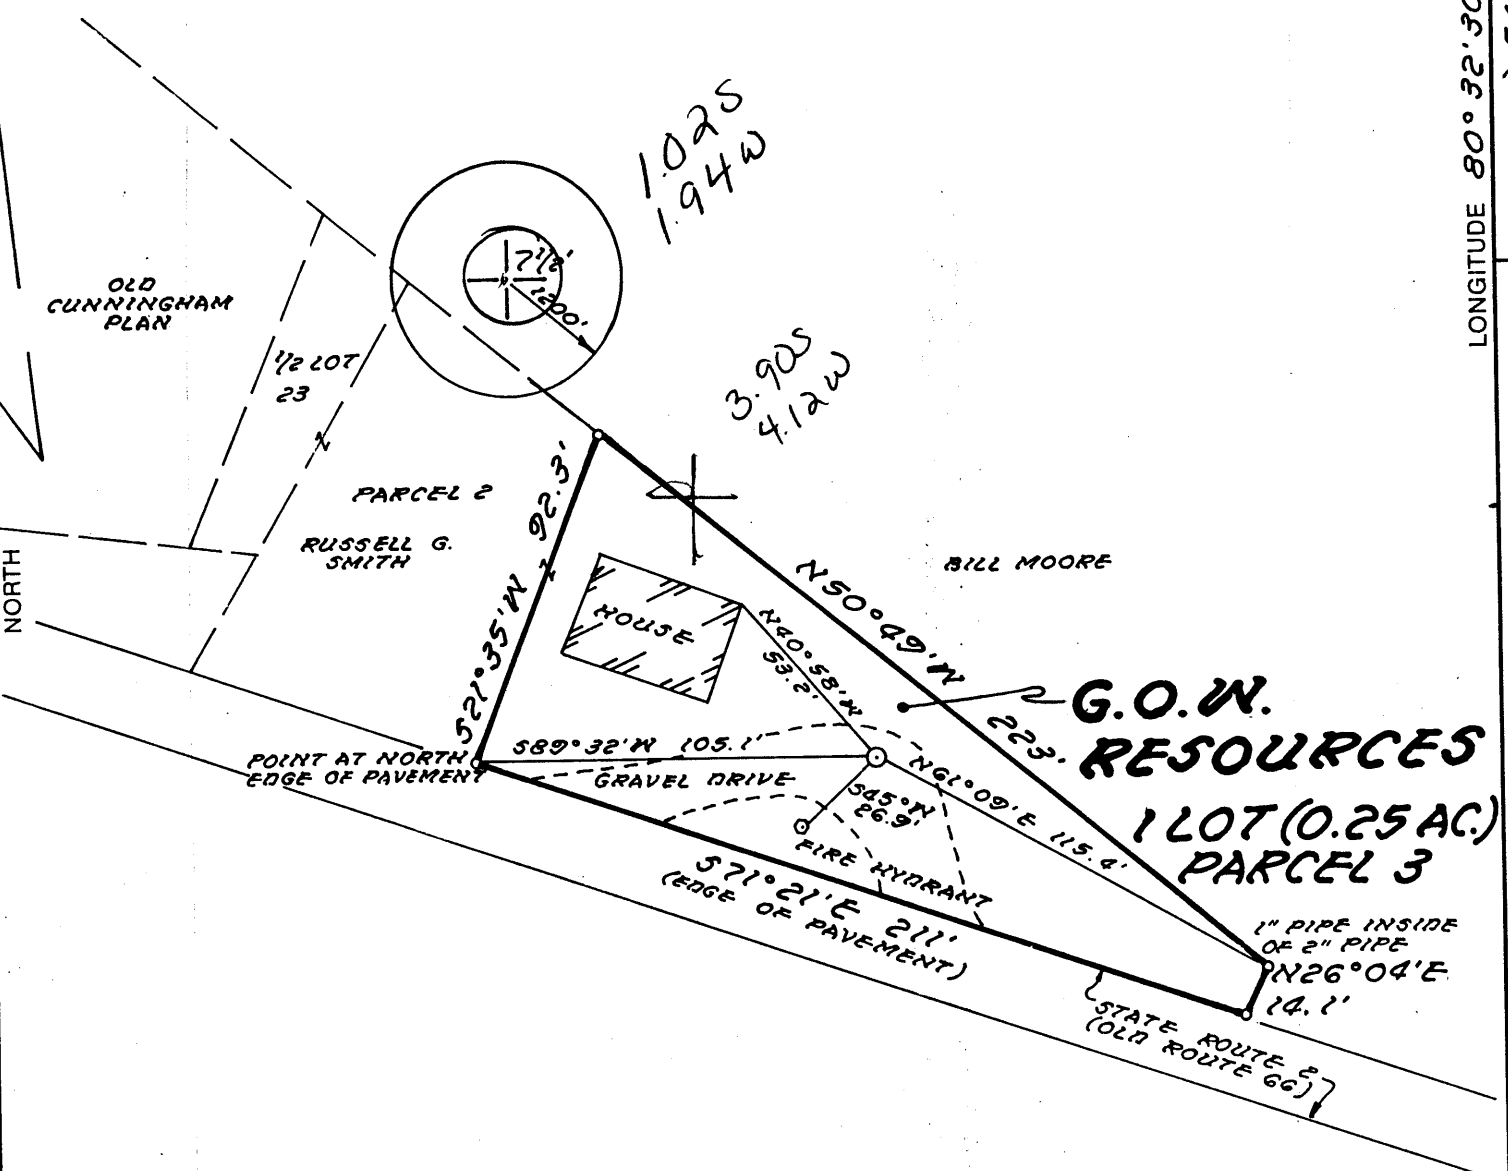 LONGITUDE 80° 32' 30
1.02S
1.94W
7 1/2'
1200'
OLD
CUNNINGHAM
PLAN
1/2 LOT
23
3.90S
4.12W
PARCEL 2
RUSSELL G.
SMITH
NORTH
S21°35'W 92.3'
HOUSE
BILL MOORE
N50°49'W 223.
N40°58'W
53.2'
G.O.W.
RESOURCES
1 LOT (0.25 AC.)
PARCEL 3
POINT AT NORTH
EDGE OF PAVEMENT
S89°32'W 105.1'
GRAVEL DRIVE
S45°W
26.9'
N61°09'E 115.4'
FIRE HYDRANT
S71°21'E 211'
(EDGE OF PAVEMENT)
1" PIPE INSIDE
OF 2" PIPE
N26°04'E
14.1'
STATE ROUTE 2
(OLD ROUTE 66)